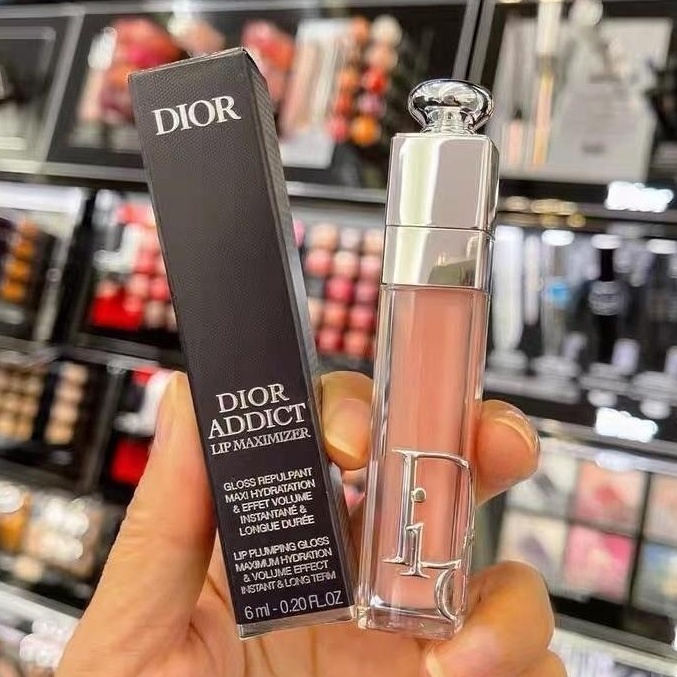 DIOR
DIOR
ADDICT
LIP MAXIMIZER
GLOSS REPULPANT
MAXI HYDRATATION
& EFFET VOLUME
INSTANTANÉ &
LONGUE DURÉE
LIP PLUMPING GLOSS
MAXIMUM HYDRATION
& VOLUME EFFECT
INSTANT & LONG TERM
6 ml - 0.20 FL.OZ
Dior